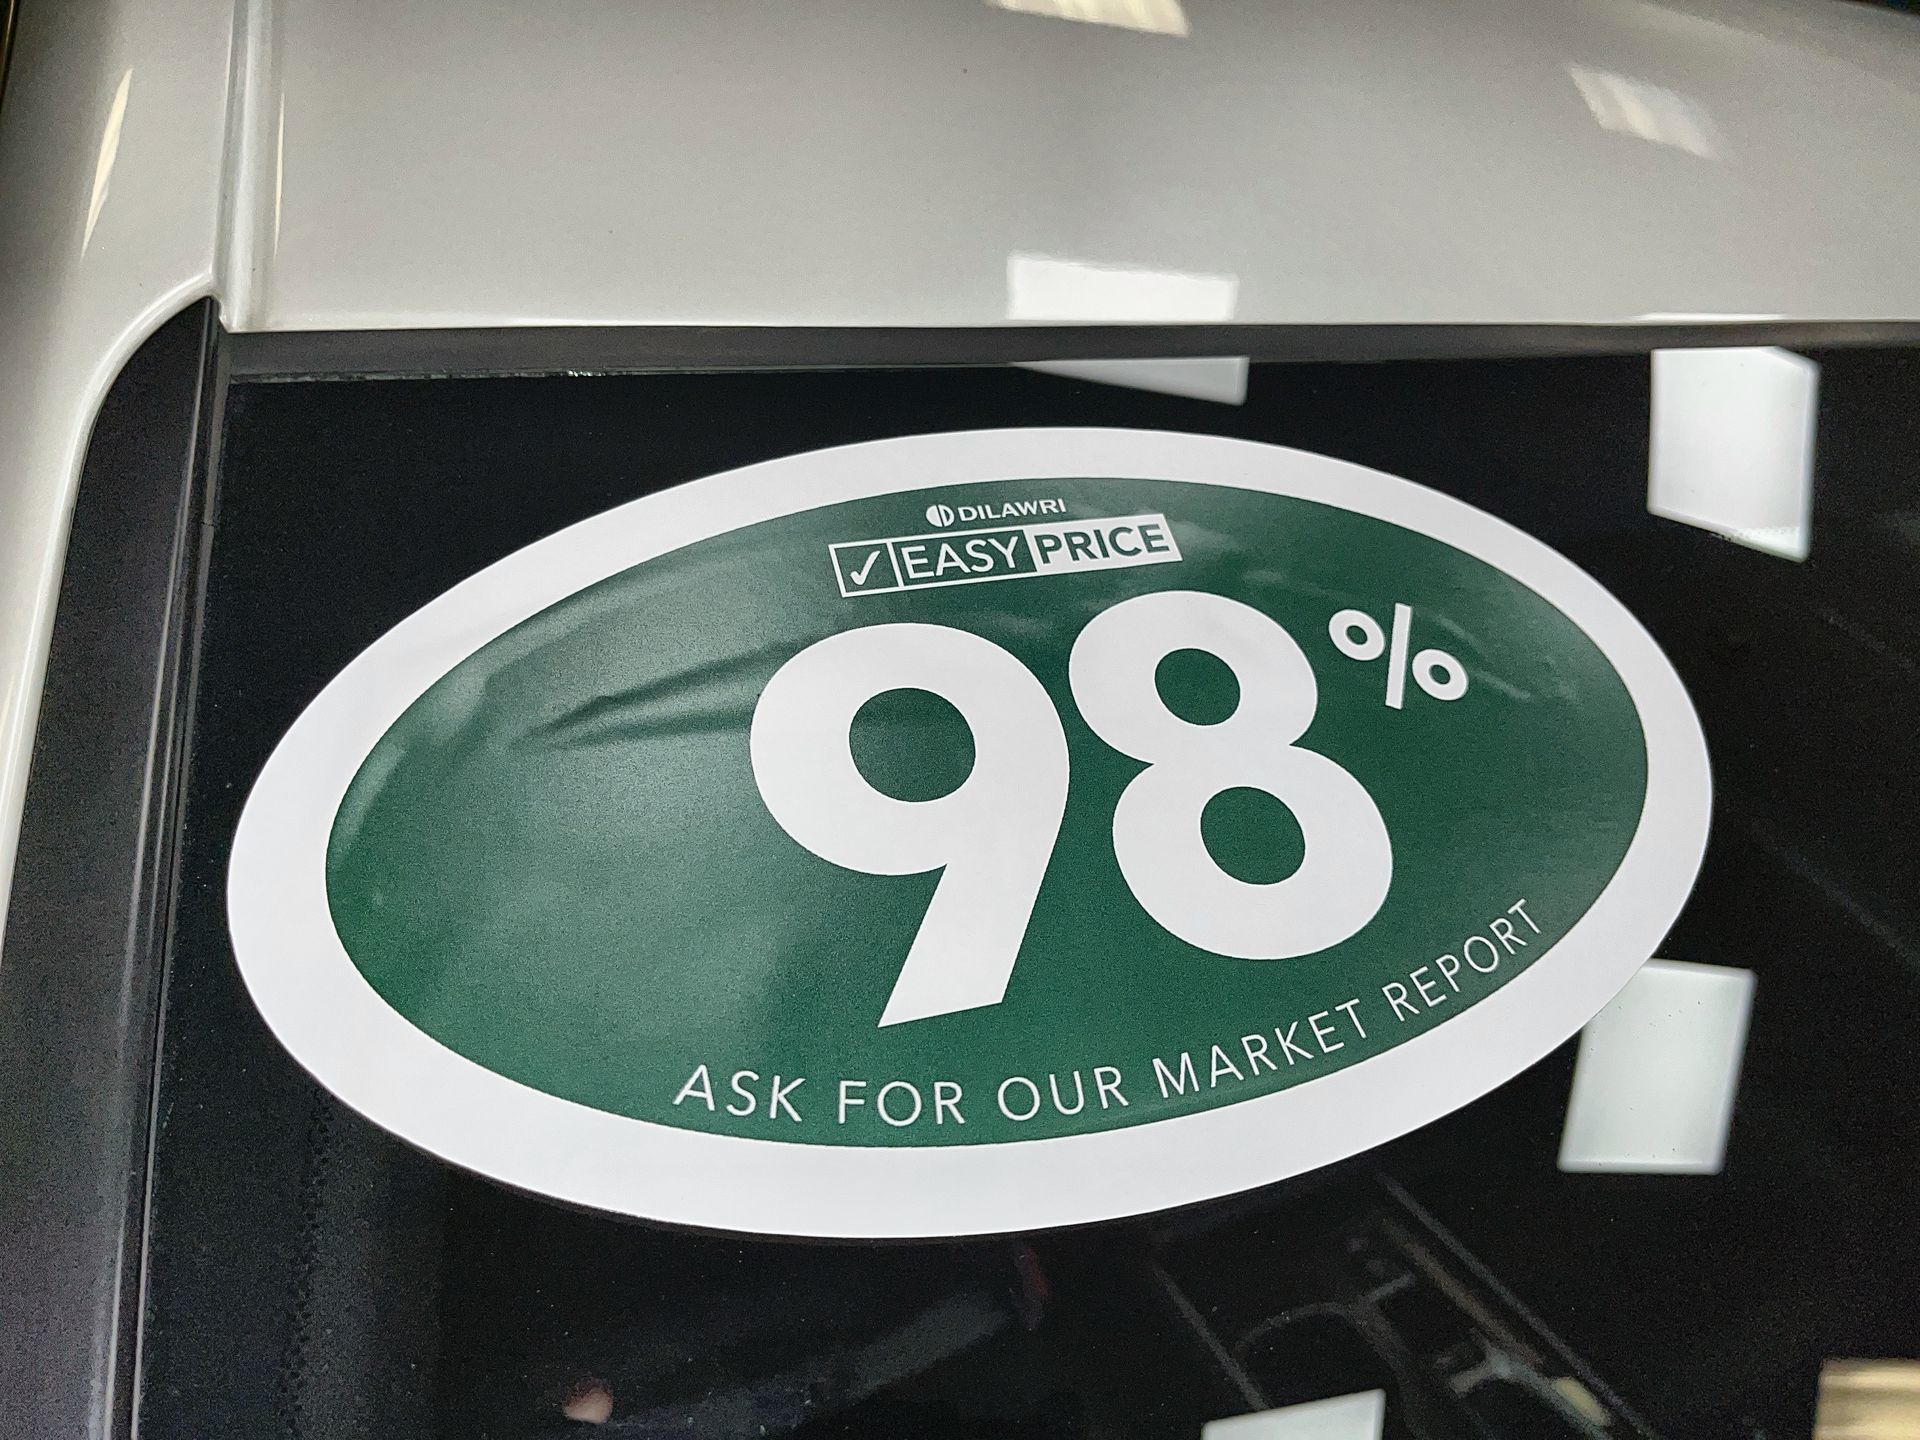 DILAWRI
✓ EASY PRICE
98%
ASK FOR OUR MARKET REPORT